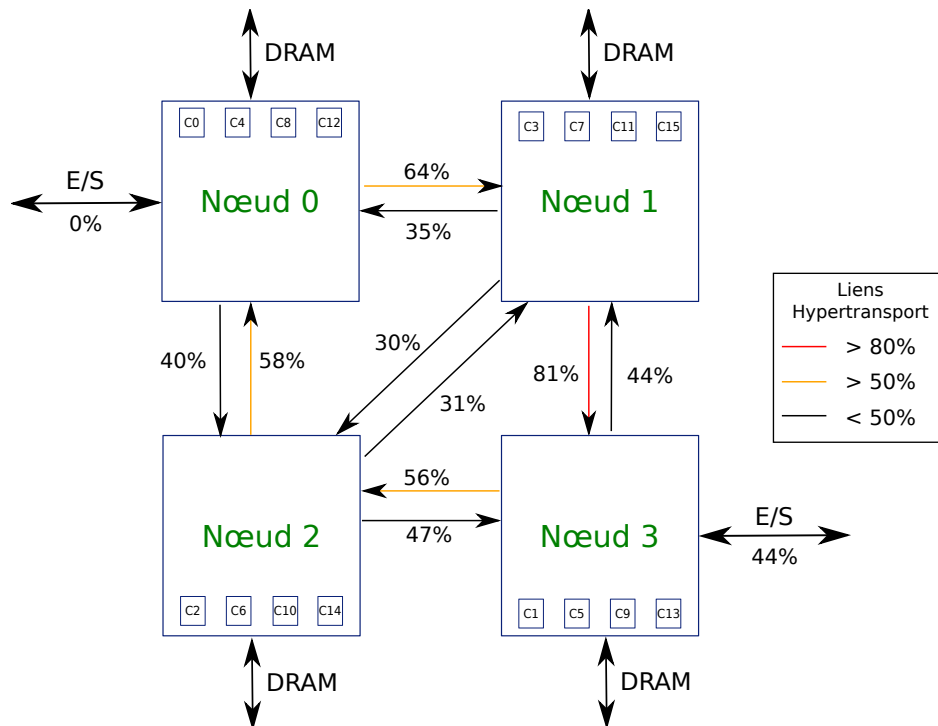 DRAM
DRAM
C0 C4 C8 C12
C3 C7 C11 C15
E/S
0%
Nœud 0
64%
35%
Nœud 1
Liens
Hypertransport
> 80%
> 50%
< 50%
40%
58%
30%
31%
81%
44%
56%
47%
Nœud 2
Nœud 3
E/S
44%
C2 C6 C10 C14
C1 C5 C9 C13
DRAM
DRAM